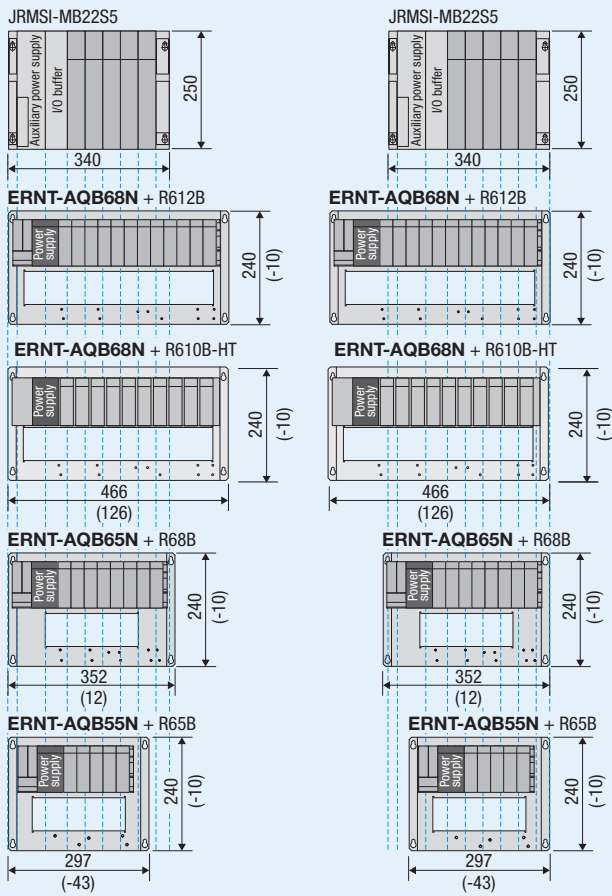 JRMSI-MB22S5
Auxiliary power supply
I/O buffer
250
340
ERNT-AQB68N + R612B
Power supply
240
(-10)
ERNT-AQB68N + R610B-HT
Power supply
240
(-10)
466
(126)
ERNT-AQB65N + R68B
Power supply
240
(-10)
352
(12)
ERNT-AQB55N + R65B
Power supply
240
(-10)
297
(-43)
JRMSI-MB22S5
Auxiliary power supply
I/O buffer
250
340
ERNT-AQB68N + R612B
Power supply
240
(-10)
ERNT-AQB68N + R610B-HT
Power supply
240
(-10)
466
(126)
ERNT-AQB65N + R68B
Power supply
240
(-10)
352
(12)
ERNT-AQB55N + R65B
Power supply
240
(-10)
297
(-43)